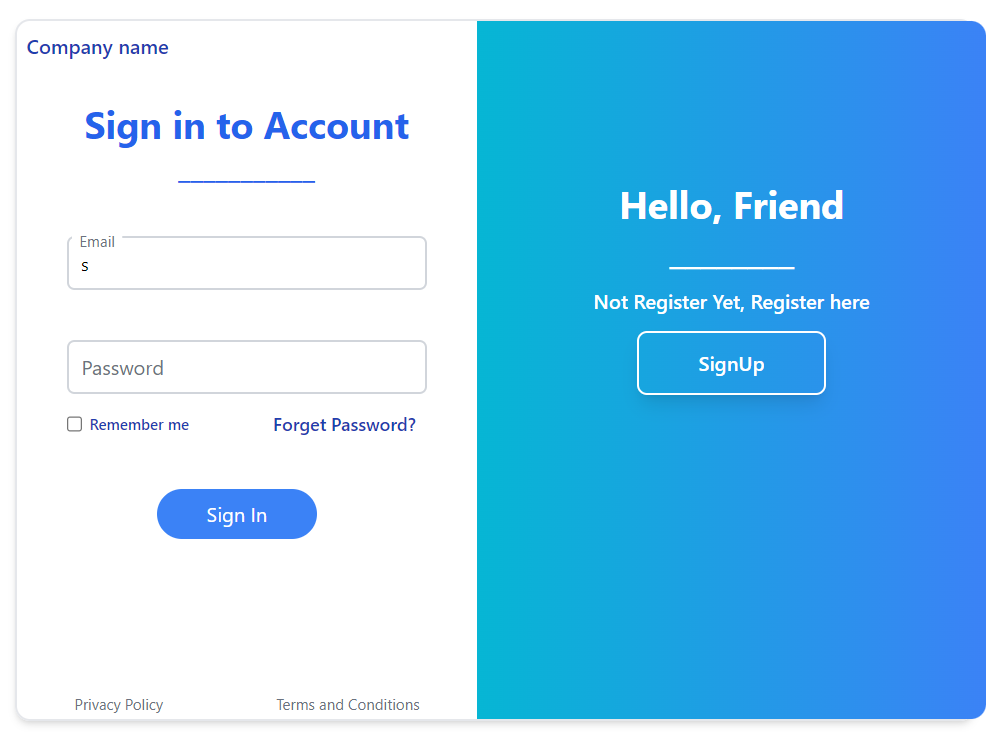 Company name
Sign in to Account
Email
s
Password
Remember me
Forget Password?
Sign In
Privacy Policy
Terms and Conditions
Hello, Friend
Not Register Yet, Register here
SignUp